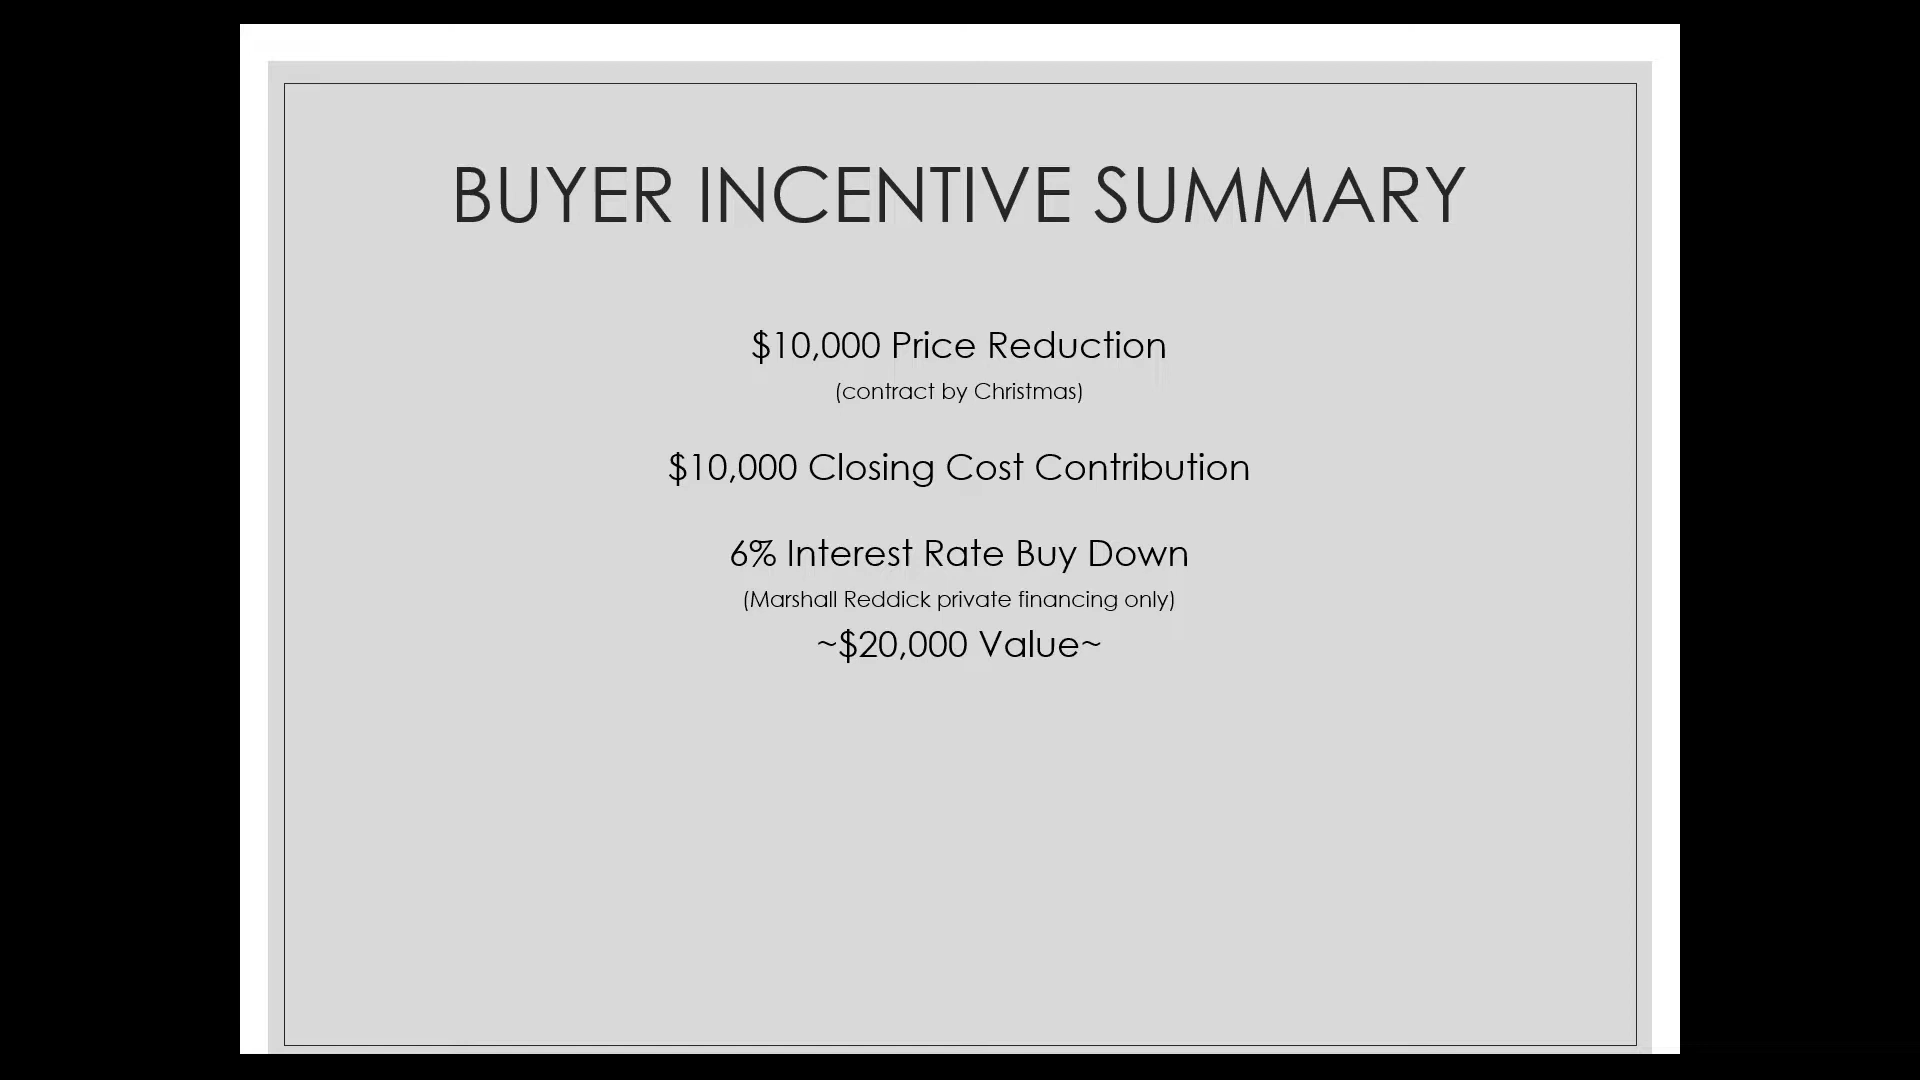 BUYER INCENTIVE SUMMARY
$10,000 Price Reduction
(contract by Christmas)
$10,000 Closing Cost Contribution
6% Interest Rate Buy Down
(Marshall Reddick private financing only)
~$20,000 Value~